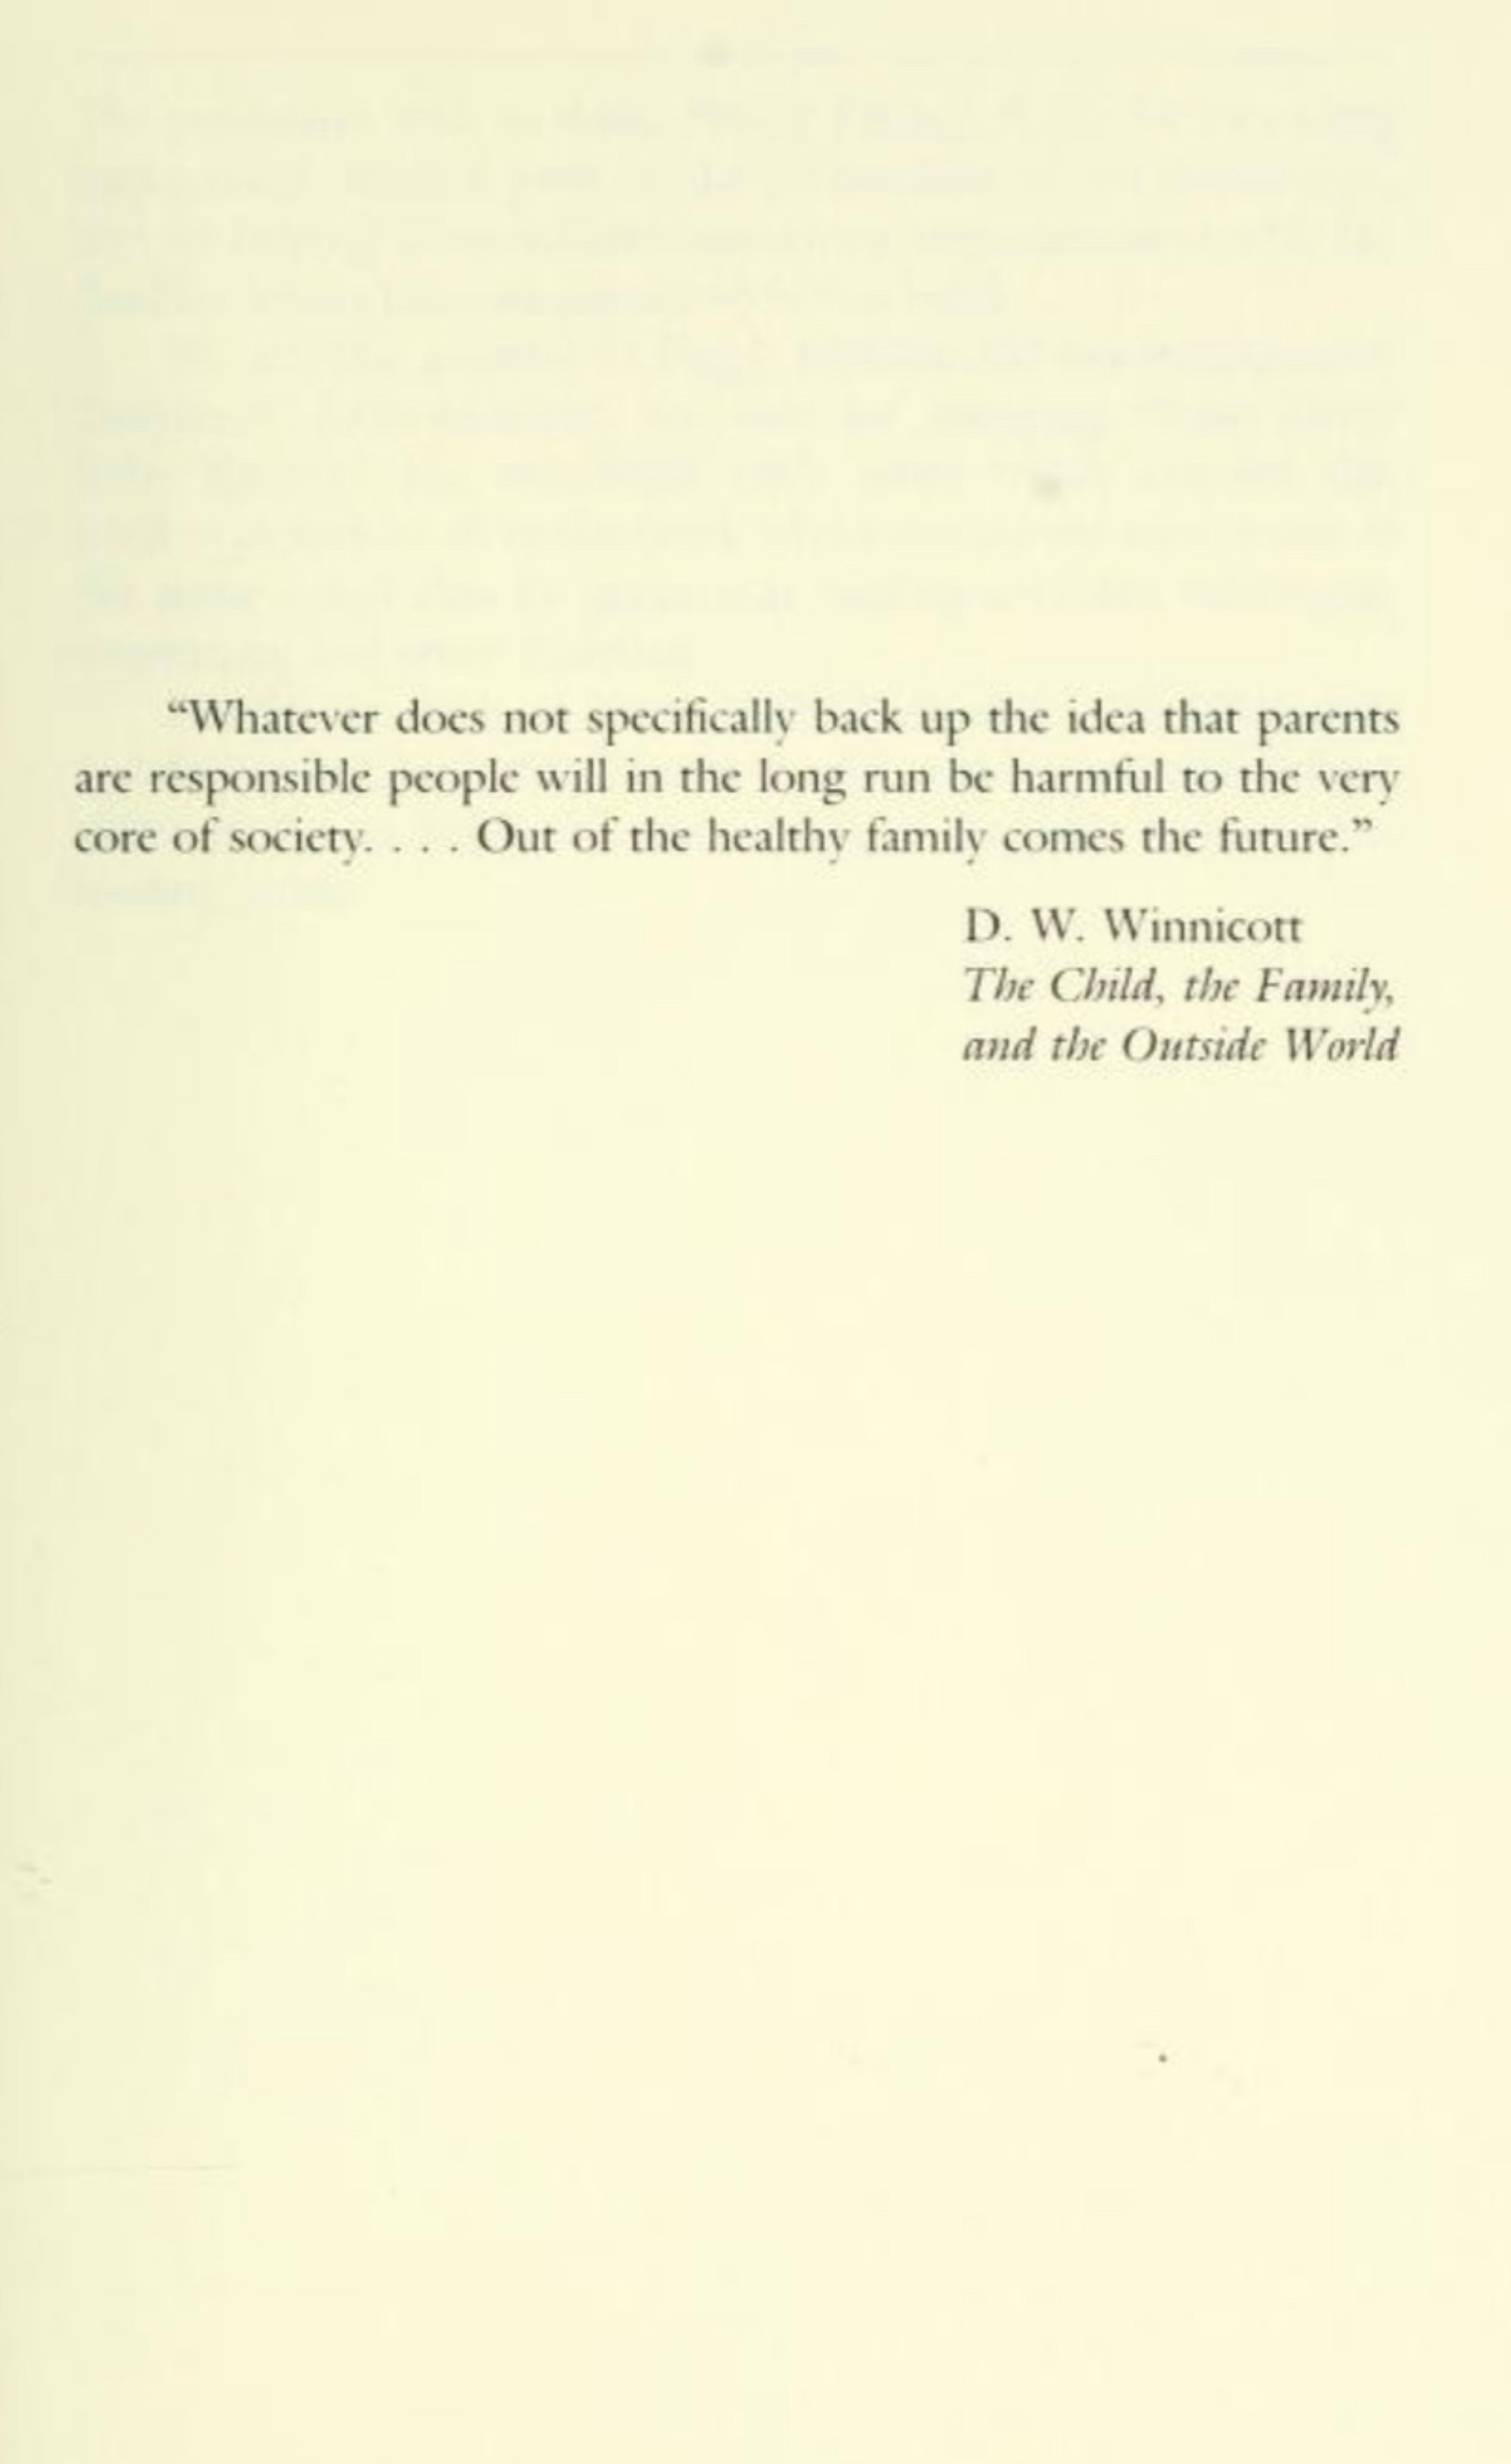 “Whatever does not specifically back up the idea that parents
are responsible people will in the long run be harmful to the very
core of society. . . . Out of the healthy family comes the future.”
D. W. Winnicott
The Child, the Family,
and the Outside World